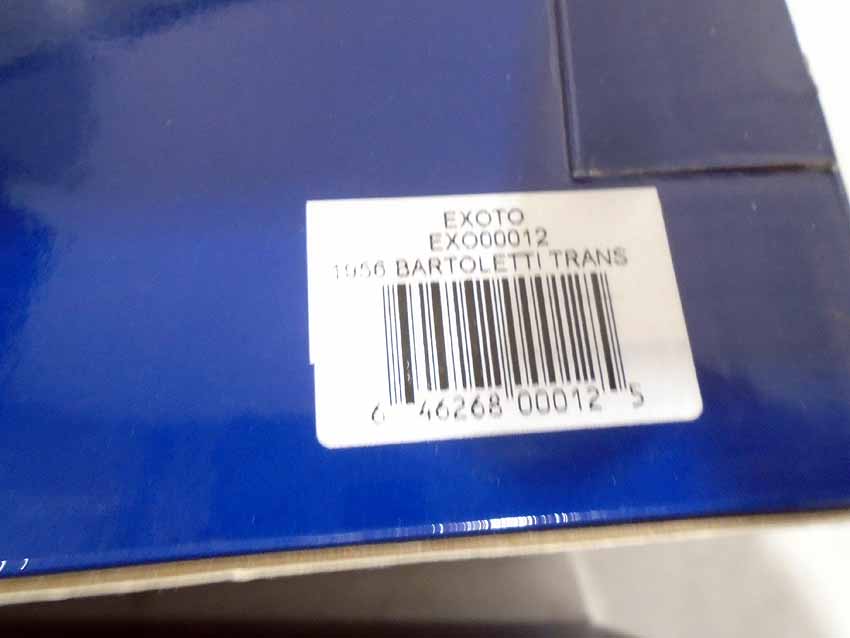 EXOTO
EXO00012
1956 BARTOLETTI TRANS
6 46268 00012 5